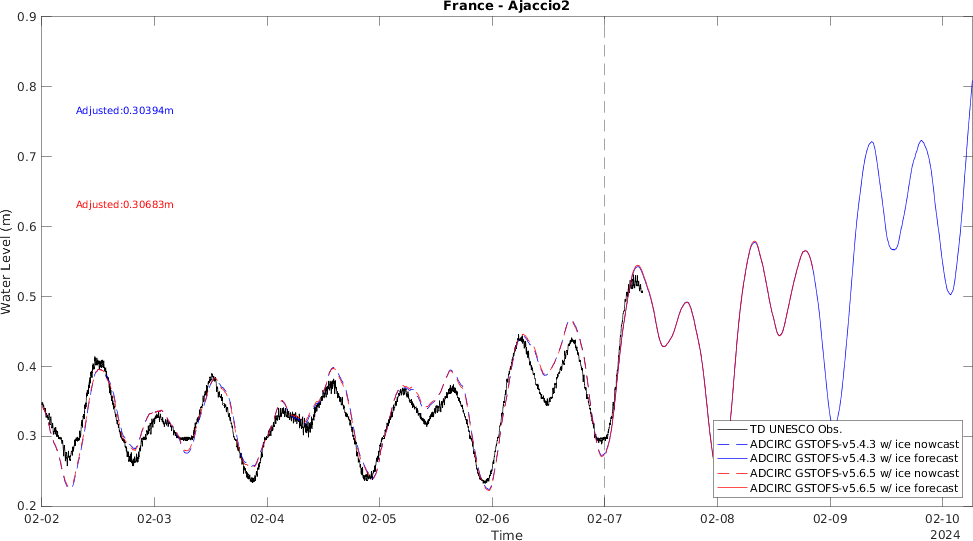 France - Ajaccio2
0.9
0.8
0.7
0.6
0.5
0.4
0.3
0.2
Water Level (m)
Adjusted:0.30394m
Adjusted:0.30683m
TD UNESCO Obs.
ADCIRC GSTOFS-v5.4.3 w/ ice nowcast
ADCIRC GSTOFS-v5.4.3 w/ ice forecast
ADCIRC GSTOFS-v5.6.5 w/ ice nowcast
ADCIRC GSTOFS-v5.6.5 w/ ice forecast
02-02 02-03 02-04 02-05 02-06 02-07 02-08 02-09 02-10
Time
2024